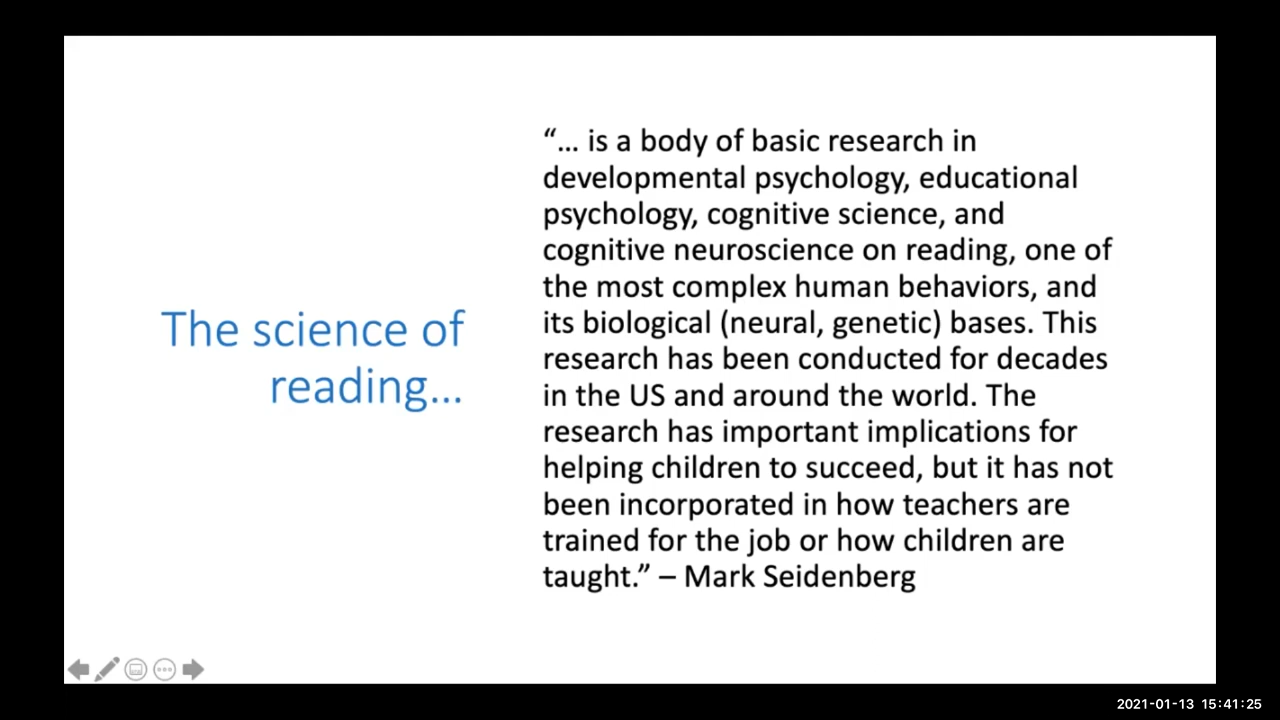 The science of
reading...
“... is a body of basic research in
developmental psychology, educational
psychology, cognitive science, and
cognitive neuroscience on reading, one of
the most complex human behaviors, and
its biological (neural, genetic) bases. This
research has been conducted for decades
in the US and around the world. The
research has important implications for
helping children to succeed, but it has not
been incorporated in how teachers are
trained for the job or how children are
taught.” – Mark Seidenberg
2021-01-13 15:41:25